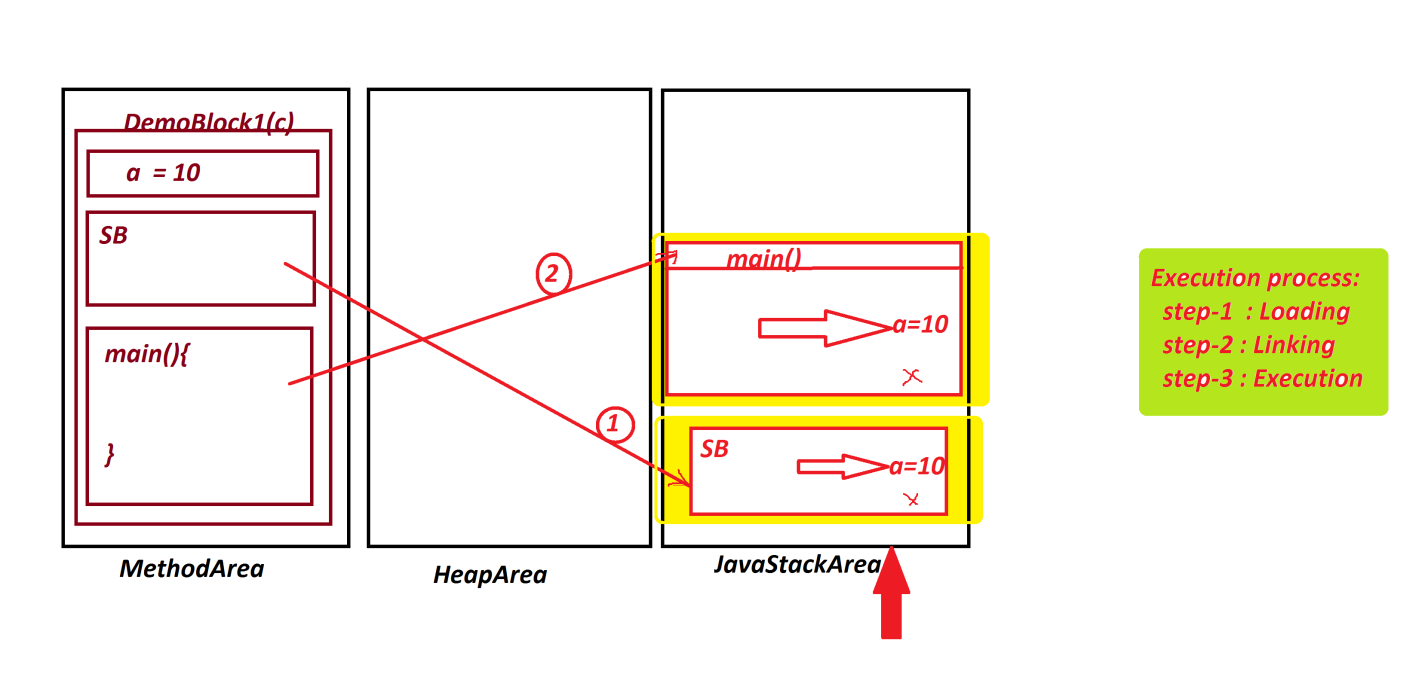 DemoBlock1(c)
a = 10
SB
main(){
}
MethodArea
HeapArea
2
1
main()
a=10
SB
a=10
JavaStackArea
Execution process:
step-1 : Loading
step-2 : Linking
step-3 : Execution